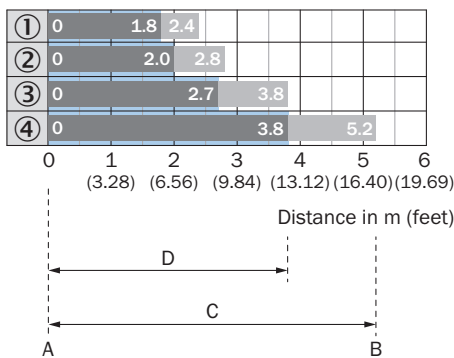 ① 0 1.8 2.4
② 0 2.0 2.8
③ 0 2.7 3.8
④ 0 3.8 5.2
0 1 2 3 4 5 6
(3.28) (6.56) (9.84) (13.12) (16.40) (19.69)
Distance in m (feet)
D
C
A B